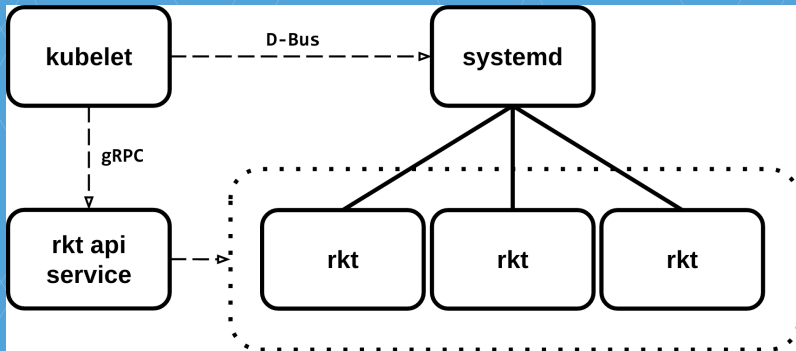 kubelet
D-Bus
systemd
gRPC
rkt api
service
rkt
rkt
rkt